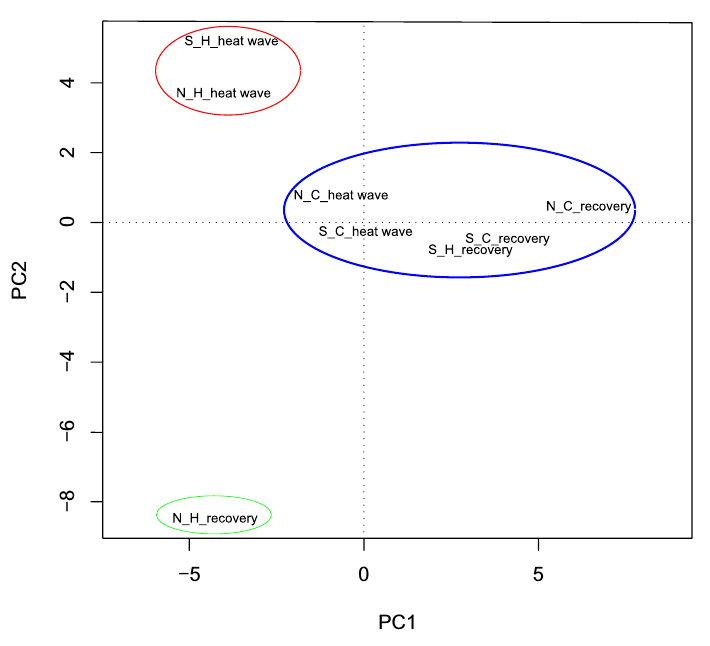 S_H_heat wave
N_H_heat wave
N_C_heat wave
N_C_recovery
S_C_heat wave
S_C_recovery
S_H_recovery
N_H_recovery
4
2
0
−2
−4
−6
−8
PC2
−5
0
5
PC1